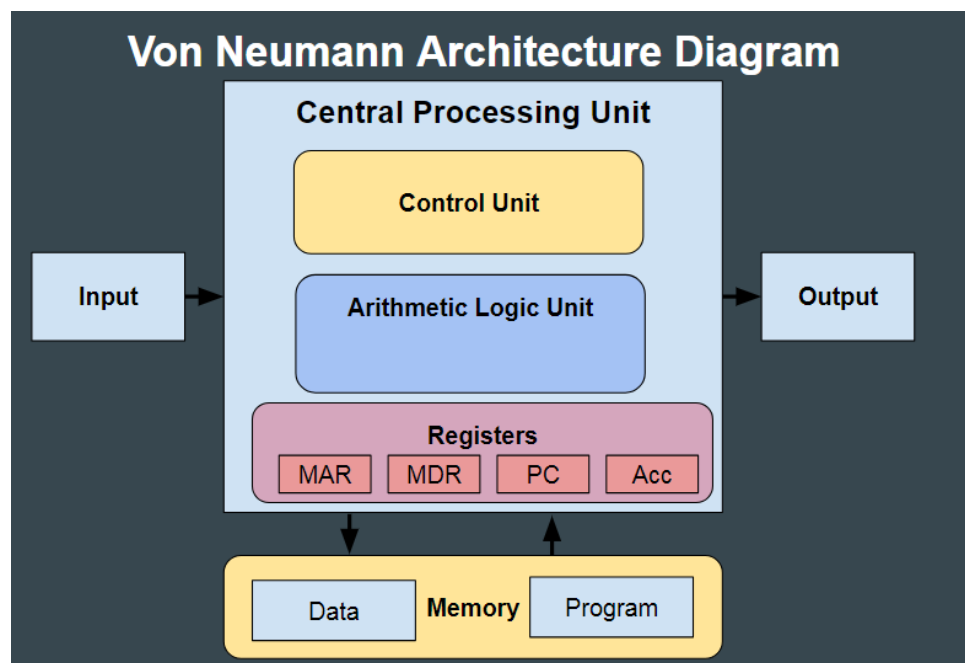 Von Neumann Architecture Diagram
Central Processing Unit
Control Unit
Input
Arithmetic Logic Unit
Output
Registers
MAR MDR PC Acc
Data Memory Program